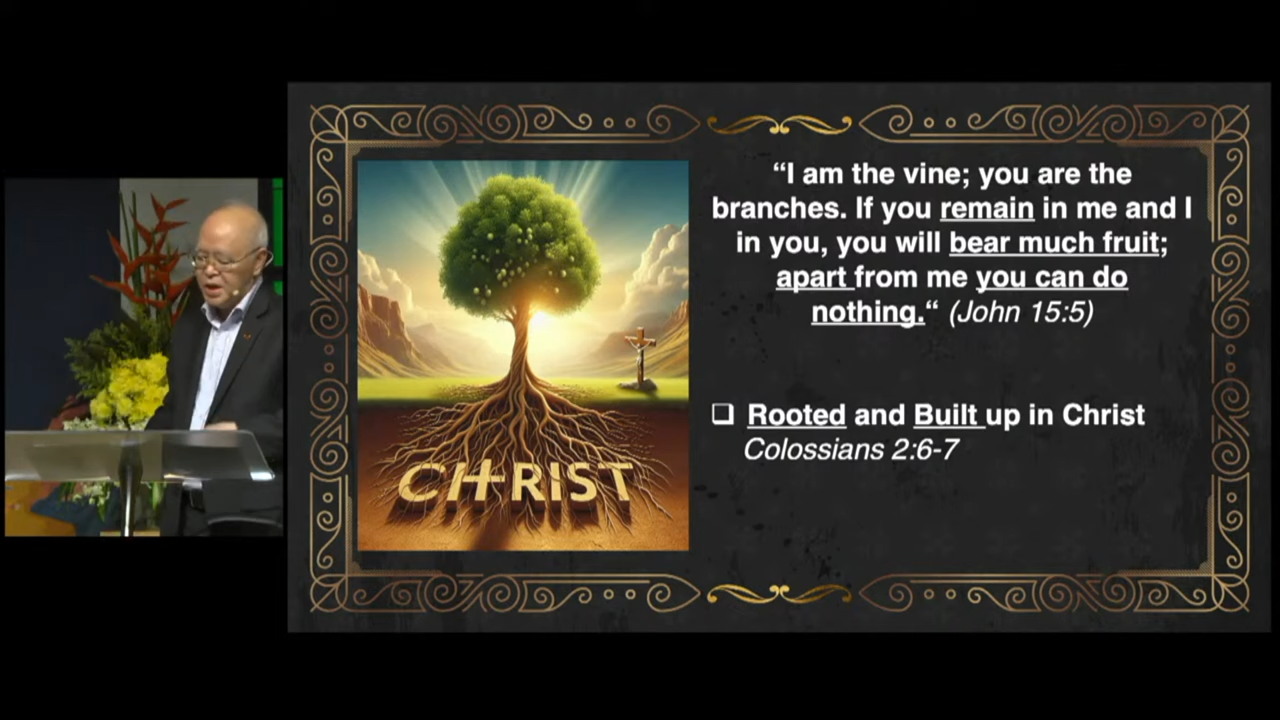 “I am the vine; you are the
branches. If you remain in me and I
in you, you will bear much fruit;
apart from me you can do
nothing.“ (John 15:5)
❑ Rooted and Built up in Christ
Colossians 2:6-7
CHRIST